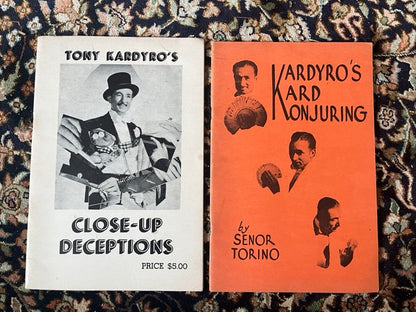 TONY KARDYRO'S
CLOSE-UP
DECEPTIONS
PRICE $5.00
KARDYRO'S
KARD
KONJURING
by
SENOR
TORINO